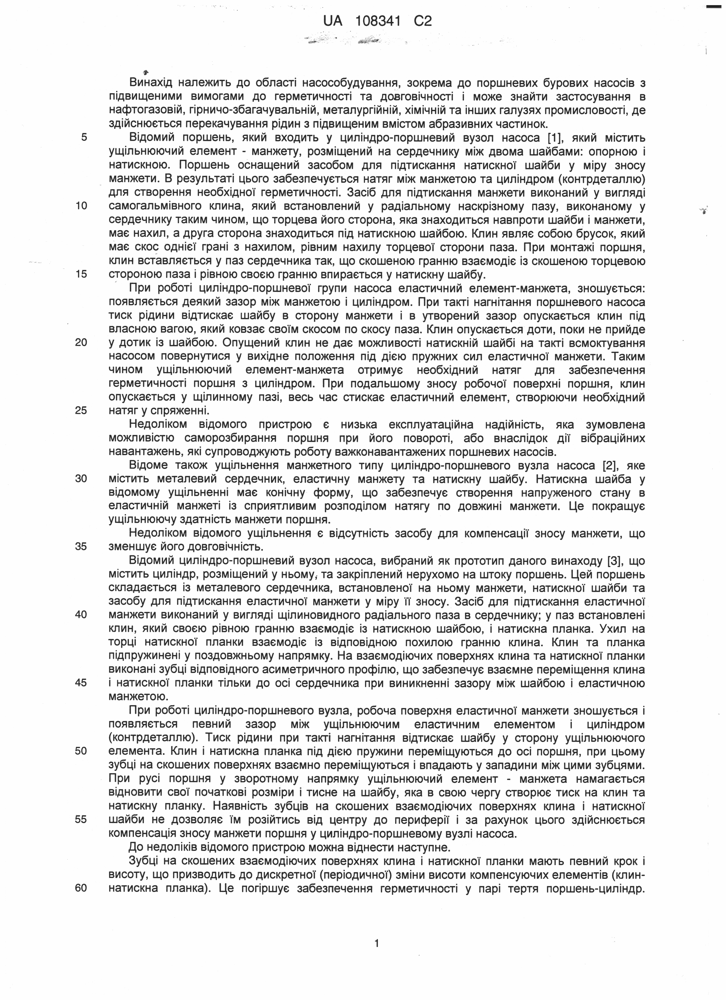 UA 108341 C2
Винахід належить до області насособудування, зокрема до поршневих бурових насосів з
підвищеними вимогами до герметичності та довговічності і може знайти застосування в
нафтогазовій, гірничо-збагачувальній, металургійній, хімічній та інших галузях промисловості, де
здійснюється перекачування рідин з підвищеним вмістом абразивних частинок.
5 Відомий поршень, який входить у циліндро-поршневий вузол насоса [1], який містить
ущільнюючий елемент - манжету, розміщений на сердечнику між двома шайбами: опорною і
натискною. Поршень оснащений засобом для підтискання натискної шайби у міру зносу
манжети. В результаті цього забезпечується натяг між манжетою та циліндром (контрдеталлю)
для створення необхідної герметичності. Засіб для підтискання манжети виконаний у вигляді
10 самогальмівного клина, який встановлений у радіальному наскрізному пазу, виконаному у
сердечнику таким чином, що торцева його сторона, яка знаходиться навпроти шайби і манжети,
має нахил, а друга сторона знаходиться під натискною шайбою. Клин являє собою брусок, який
має скос однієї грані з нахилом, рівним нахилу торцевої сторони паза. При монтажі поршня,
клин вставляється у паз сердечника так, що скошеною гранню взаємодіє із скошеною торцевою
15 стороною паза і рівною своєю гранню впирається у натискну шайбу.
При роботі циліндро-поршневої групи насоса еластичний елемент-манжета, зношується:
появляється деякий зазор між манжетою і циліндром. При такті нагнітання поршневого насоса
тиск рідини відтискає шайбу в сторону манжети і в утворений зазор опускається клин під
власною вагою, який ковзає своїм скосом по скосу паза. Клин опускається доти, поки не прийде
20 у дотик із шайбою. Опущений клин не дає можливості натискній шайбі на такті всмоктування
насосом повернутися у вихідне положення під дією пружних сил еластичної манжети. Таким
чином ущільнюючий елемент-манжета отримує необхідний натяг для забезпечення
герметичності поршня з циліндром. При подальшому зносу робочої поверхні поршня, клин
опускається у щілинному пазі, весь час стискає еластичний елемент, створюючи необхідний
25 натяг у спряженні.
Недоліком відомого пристрою є низька експлуатаційна надійність, яка зумовлена
можливістю саморозбирання поршня при його повороті, або внаслідок дії вібраційних
навантажень, які супроводжують роботу важконавантажених поршневих насосів.
Відоме також ущільнення манжетного типу циліндро-поршневого вузла насоса [2], яке
30 містить металевий сердечник, еластичну манжету та натискну шайбу. Натискна шайба у
відомому ущільненні має конічну форму, що забезпечує створення напруженого стану в
еластичній манжеті із сприятливим розподілом натягу по довжині манжети. Це покращує
ущільнюючу здатність манжети поршня.
Недоліком відомого ущільнення є відсутність засобу для компенсації зносу манжети, що
35 зменшує його довговічність.
Відомий циліндро-поршневий вузол насоса, вибраний як прототип даного винаходу [3], що
містить циліндр, розміщений у ньому, та закріплений нерухомо на штоку поршень. Цей поршень
складається із металевого сердечника, встановленої на ньому манжети, натискної шайби та
засобу для підтискання еластичної манжети у міру її зносу. Засіб для підтискання еластичної
40 манжети виконаний у вигляді щілиновидного радіального паза в сердечнику; у паз встановлені
клин, який своєю рівною гранню взаємодіє із натискною шайбою, і натискна планка. Ухил на
торці натискної планки взаємодіє із відповідною похилою гранню клина. Клин та планка
підпружинені у поздовжньому напрямку. На взаємодіючих поверхнях клина та натискної планки
виконані зубці відповідного асиметричного профілю, що забезпечує взаємне переміщення клина
45 і натискної планки тільки до осі сердечника при виникненні зазору між шайбою і еластичною
манжетою.
При роботі циліндро-поршневого вузла, робоча поверхня еластичної манжети зношується і
появляється певний зазор між ущільнюючим еластичним елементом і циліндром
(контрдеталлю). Тиск рідини при такті нагнітання відтискає шайбу у сторону ущільнюючого
50 елемента. Клин і натискна планка під дією пружини переміщуються до осі поршня, при цьому
зубці на скошених поверхнях взаємно переміщуються і впадають у западини між цими зубцями.
При русі поршня у зворотному напрямку ущільнюючий елемент - манжета намагається
відновити свої початкові розміри і тисне на шайбу, яка в свою чергу створює тиск на клин та
натискну планку. Наявність зубців на скошених взаємодіючих поверхнях клина і натискної
55 шайби не дозволяє їм розійтись від центру до периферії і за рахунок цього здійснюється
компенсація зносу манжети поршня у циліндро-поршневому вузлі насоса.
До недоліків відомого пристрою можна віднести наступне.
Зубці на скошених взаємодіючих поверхнях клина і натискної планки мають певний крок і
висоту, що призводить до дискретної (періодичної) зміни висоти компенсуючих елементів (клин-
60 натискна планка). Це погіршує забезпечення герметичності у парі тертя поршень-циліндр.
1